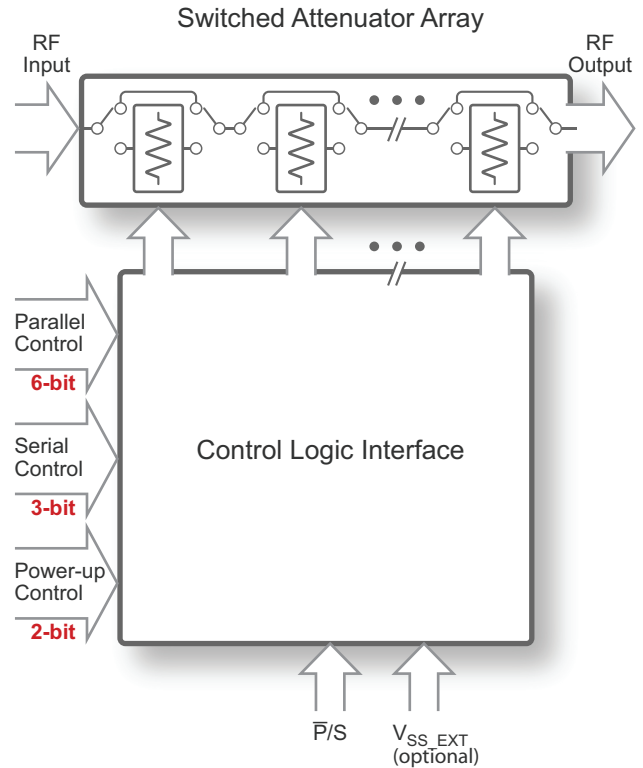 Switched Attenuator Array
RF
Input
RF
Output
Parallel
Control
6-bit
Serial
Control
3-bit
Power-up
Control
2-bit
Control Logic Interface
P̅/S
V_SS_EXT
(optional)